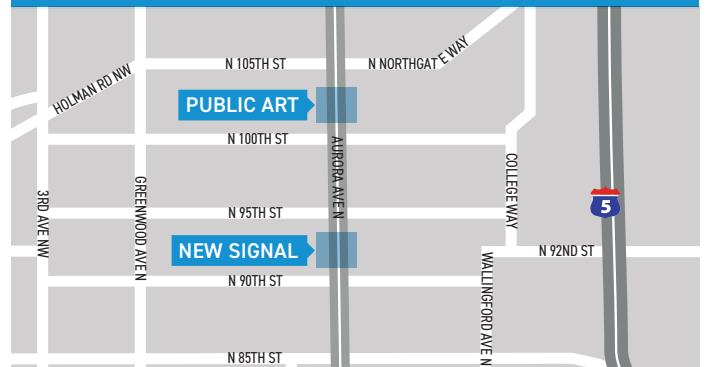 N 105TH ST
N NORTHGATE WAY
HOLMAN RD NW
PUBLIC ART
N 100TH ST
AURORA AVE N
COLLEGE WAY
3RD AVE NW
GREENWOOD AVE N
5
N 95TH ST
NEW SIGNAL
N 92ND ST
N 90TH ST
WALLINGFORD AVE N
N 85TH ST